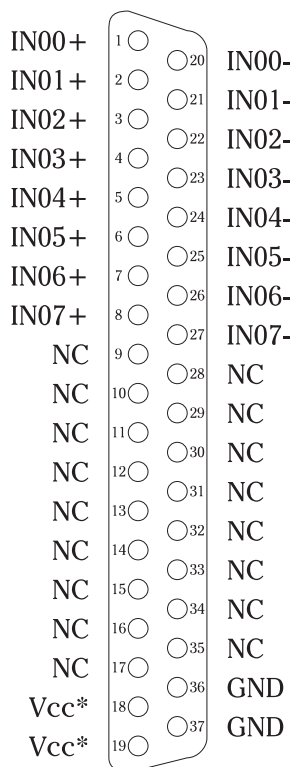 IN00+ 1
20 IN00-
IN01+ 2
21 IN01-
IN02+ 3
22 IN02-
IN03+ 4
23 IN03-
IN04+ 5
24 IN04-
IN05+ 6
25 IN05-
IN06+ 7
26 IN06-
IN07+ 8
27 IN07-
NC 9
28 NC
NC 10
29 NC
NC 11
30 NC
NC 12
31 NC
NC 13
32 NC
NC 14
33 NC
NC 15
34 NC
NC 16
35 NC
NC 17
36 GND
Vcc* 18
37 GND
Vcc* 19